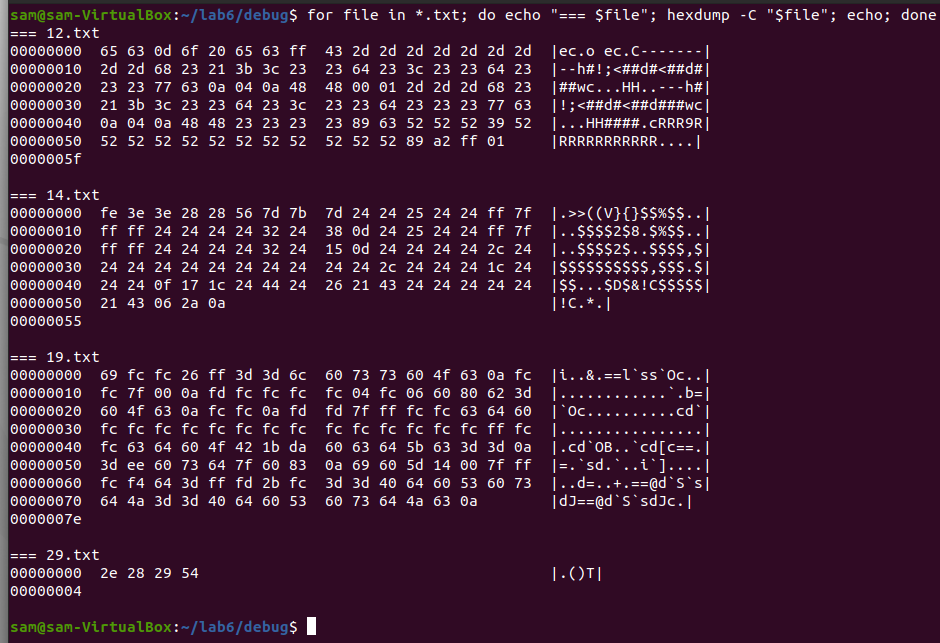 sam@sam-VirtualBox:~/lab6/debug$ for file in *.txt; do echo "=== $file"; hexdump -C "$file"; echo; done
=== 12.txt
00000000  65 63 0d 6f 20 65 63 ff  43 2d 2d 2d 2d 2d 2d 2d  |ec.o ec.C-------|
00000010  2d 2d 68 23 21 3b 3c 23  23 64 23 3c 23 23 64 23  |--h#!;<##d#<##d#|
00000020  23 23 77 63 0a 04 0a 48  48 00 01 2d 2d 2d 68 23  |##wc...HH..---h#|
00000030  21 3b 3c 23 23 64 23 3c  23 23 64 23 23 23 77 63  |!;<##d#<##d###wc|
00000040  0a 04 0a 48 48 23 23 23  23 89 63 52 52 52 39 52  |...HH####.cRRR9R|
00000050  52 52 52 52 52 52 52 52  52 52 52 89 a2 ff 01     |RRRRRRRRRRR....|
0000005f
=== 14.txt
00000000  fe 3e 3e 28 28 56 7d 7b  7d 24 24 25 24 24 ff 7f  |.>>((V}{}$$%$$..|
00000010  ff ff 24 24 24 24 32 24  38 0d 24 25 24 24 ff 7f  |..$$$$2$8.$%$$..|
00000020  ff ff 24 24 24 24 32 24  15 0d 24 24 24 24 2c 24  |..$$$$2$..$$$$,$|
00000030  24 24 24 24 24 24 24 24  24 24 2c 24 24 24 1c 24  |$$$$$$$$$$,$$$.$|
00000040  24 24 0f 17 1c 24 44 24  26 21 43 24 24 24 24 24  |$$...$D$&!C$$$$$|
00000050  21 43 06 2a 0a                                    |!C.*.|
00000055
=== 19.txt
00000000  69 fc fc 26 ff 3d 3d 6c  60 73 73 60 4f 63 0a fc  |i..&.==l`ss`Oc..|
00000010  fc 7f 00 0a fd fc fc fc  fc 04 fc 06 60 80 62 3d  |............`.b=|
00000020  60 4f 63 0a fc fc 0a fd  fd 7f ff fc fc 63 64 60  |`Oc..........cd`|
00000030  fc fc fc fc fc fc fc fc  fc fc fc fc fc fc ff fc  |................|
00000040  fc 63 64 60 4f 42 1b da  60 63 64 5b 63 3d 3d 0a  |.cd`OB..`cd[c==.|
00000050  3d ee 60 73 64 7f 60 83  0a 69 60 5d 14 00 7f ff  |=.`sd.`..i`]....|
00000060  fc f4 64 3d ff fd 2b fc  3d 3d 40 64 60 53 60 73  |..d=..+.==@d`S`s|
00000070  64 4a 3d 3d 40 64 60 53  60 73 64 4a 63 0a        |dJ==@d`S`sdJc.|
0000007e
=== 29.txt
00000000  2e 28 29 54                                       |.()T|
00000004
sam@sam-VirtualBox:~/lab6/debug$